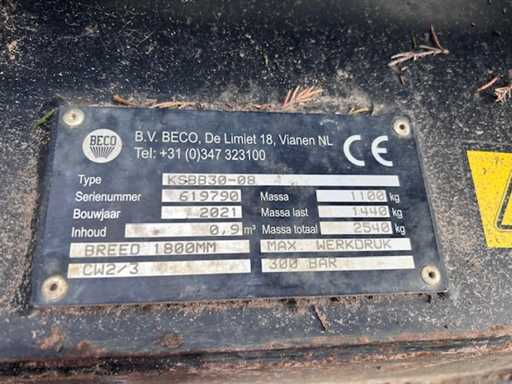 BECO
B.V. BECO, De Limiet 18, Vianen NL
Tel: +31 (0)347 323100
CE
Type KSBB30-08
Serienummer 619790 Massa 1100 kg
Bouwjaar 2021 Massa last 1440 kg
Inhoud 0,9 m³ Massa totaal 2540 kg
BREED 1800MM MAX WERKDRUK
CW2/3 300 BAR